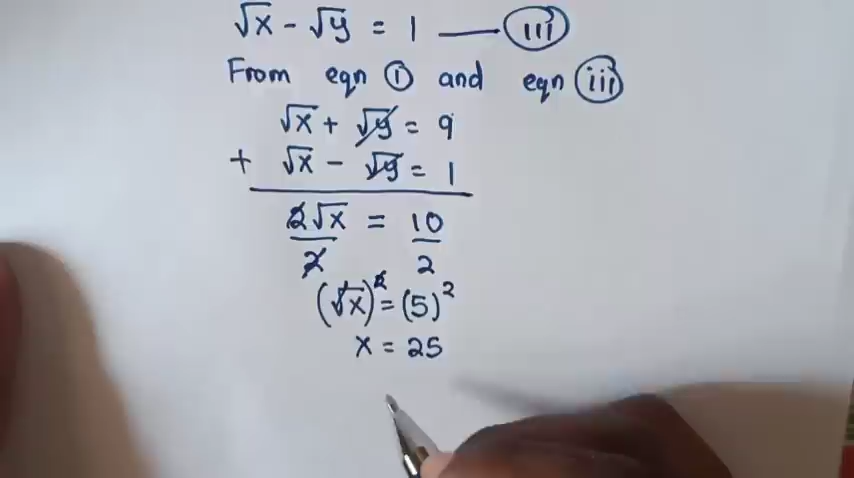 √x - √y = 1 —— (iii)
From eqn (i) and eqn (iii)
√x + √y = 9
+ √x - √y = 1
2√x/2 = 10/2
(√x)² = (5)²
x = 25